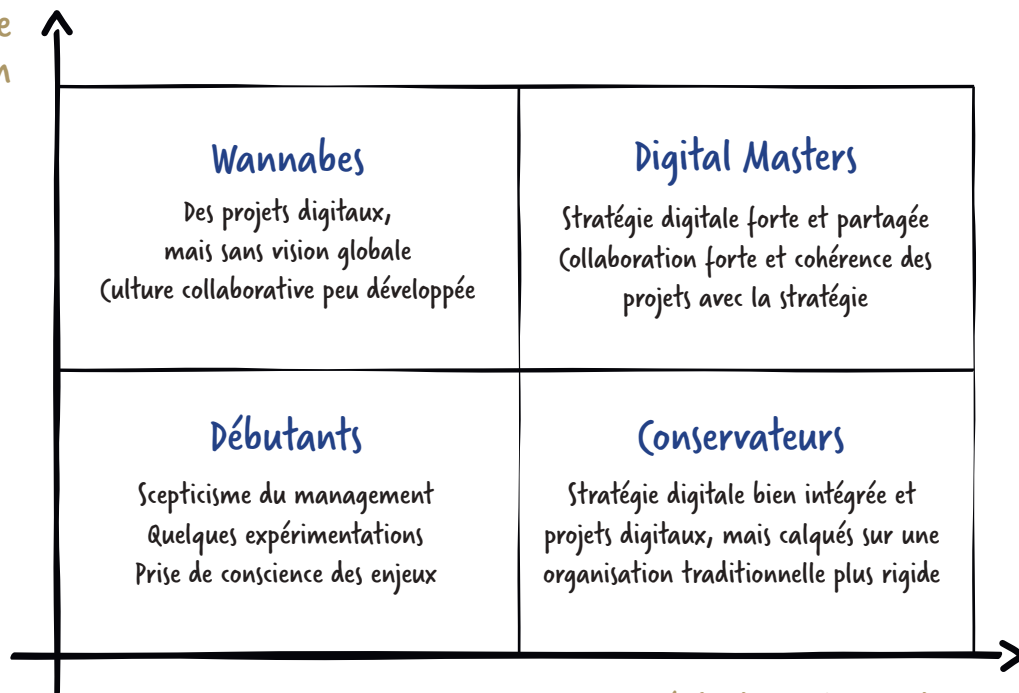 Wannabes
Des projets digitaux,
mais sans vision globale
Culture collaborative peu développée
Digital Masters
Stratégie digitale forte et partagée
Collaboration forte et cohérence des
projets avec la stratégie
Débutants
Scepticisme du management
Quelques expérimentations
Prise de conscience des enjeux
Conservateurs
Stratégie digitale bien intégrée et
projets digitaux, mais calqués sur une
organisation traditionnelle plus rigide